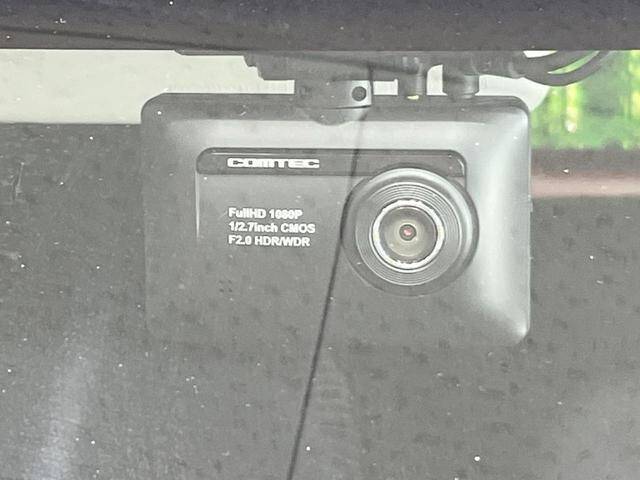 COMTEC
FullHD 1080P
1/2.7inch CMOS
F2.0 HDR/WDR